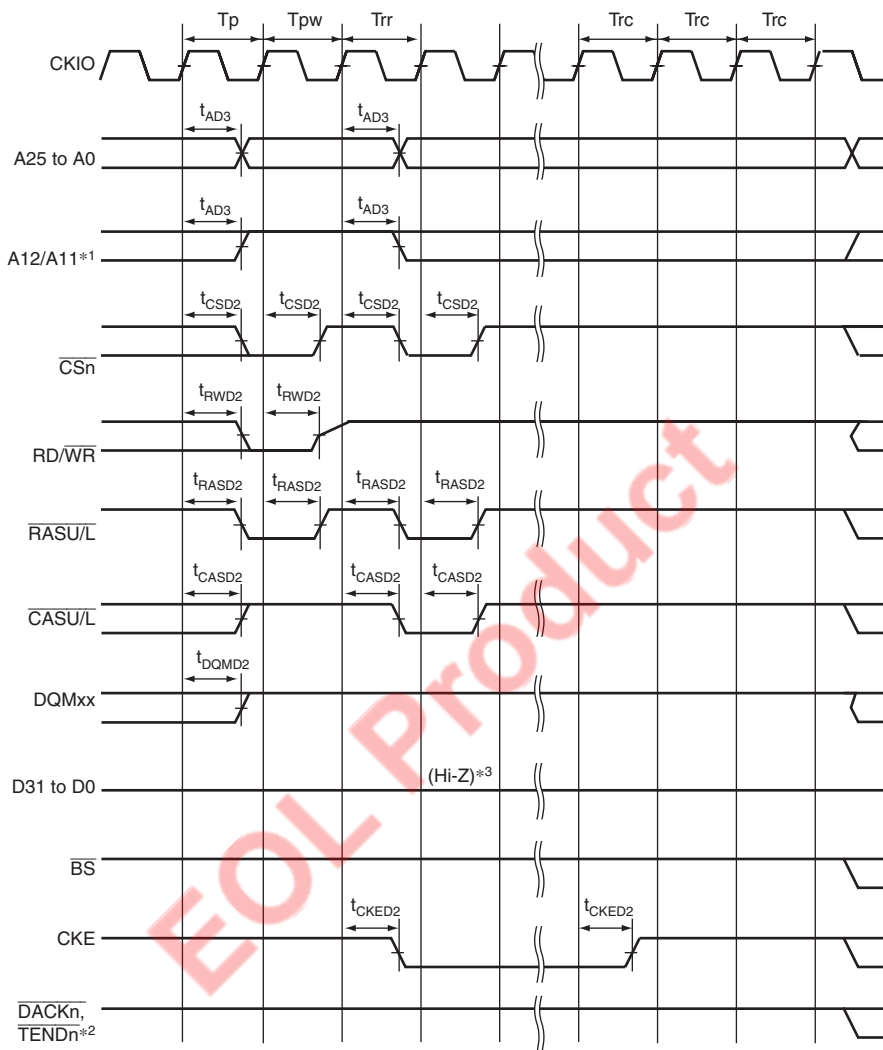 Tp Tpw Trr Trc Trc Trc
CKIO
tAD3 tAD3
A25 to A0
tAD3 tAD3
A12/A11*1
tCSD2 tCSD2 tCSD2 tCSD2
CSn
tRWD2 tRWD2
RD/WR
tRASD2 tRASD2 tRASD2 tRASD2
RASU/L
tCASD2 tCASD2 tCASD2
CASU/L
tDQMD2
DQMxx
(Hi-Z)*3
D31 to D0
BS
tCKED2 tCKED2
CKE
DACKn,
TENDn*2
EOL Product